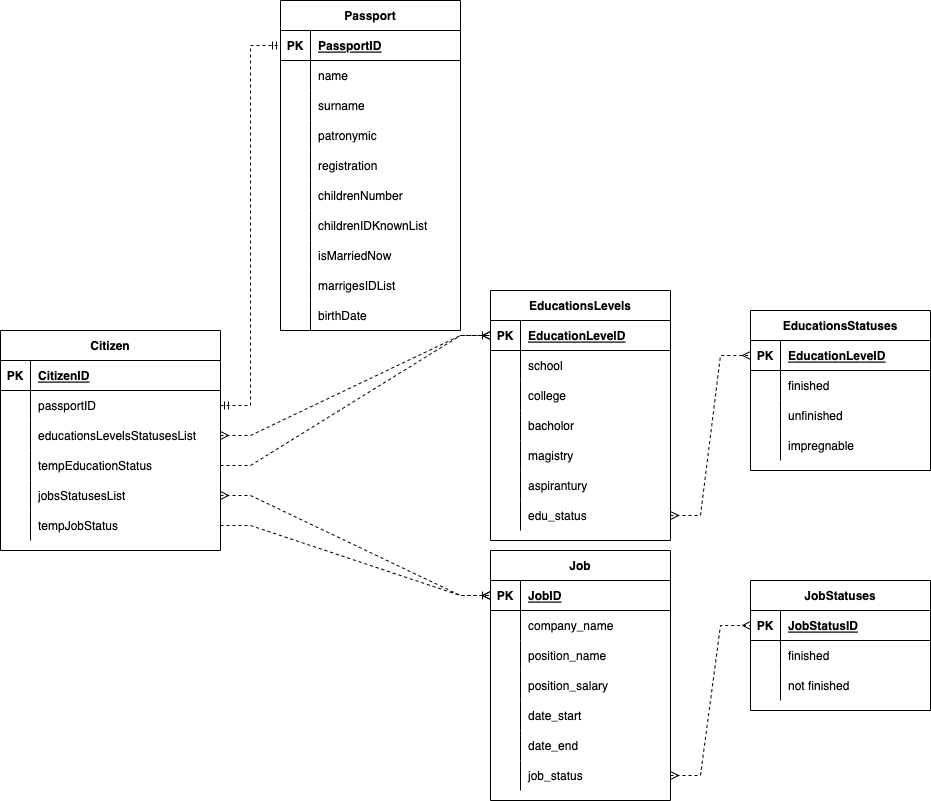 Passport
PK PassportID
name
surname
patronymic
registration
childrenNumber
childrenIDKnownList
isMarriedNow
marrigesIDList
birthDate
Citizen
PK CitizenID
passportID
educationsLevelsStatusesList
tempEducationStatus
jobsStatusesList
tempJobStatus
EducationsLevels
PK EducationLeveID
school
college
bacholor
magistry
aspirantury
edu_status
EducationsStatuses
PK EducationLeveID
finished
unfinished
impregnable
Job
PK JobID
company_name
position_name
position_salary
date_start
date_end
job_status
JobStatuses
PK JobStatusID
finished
not finished